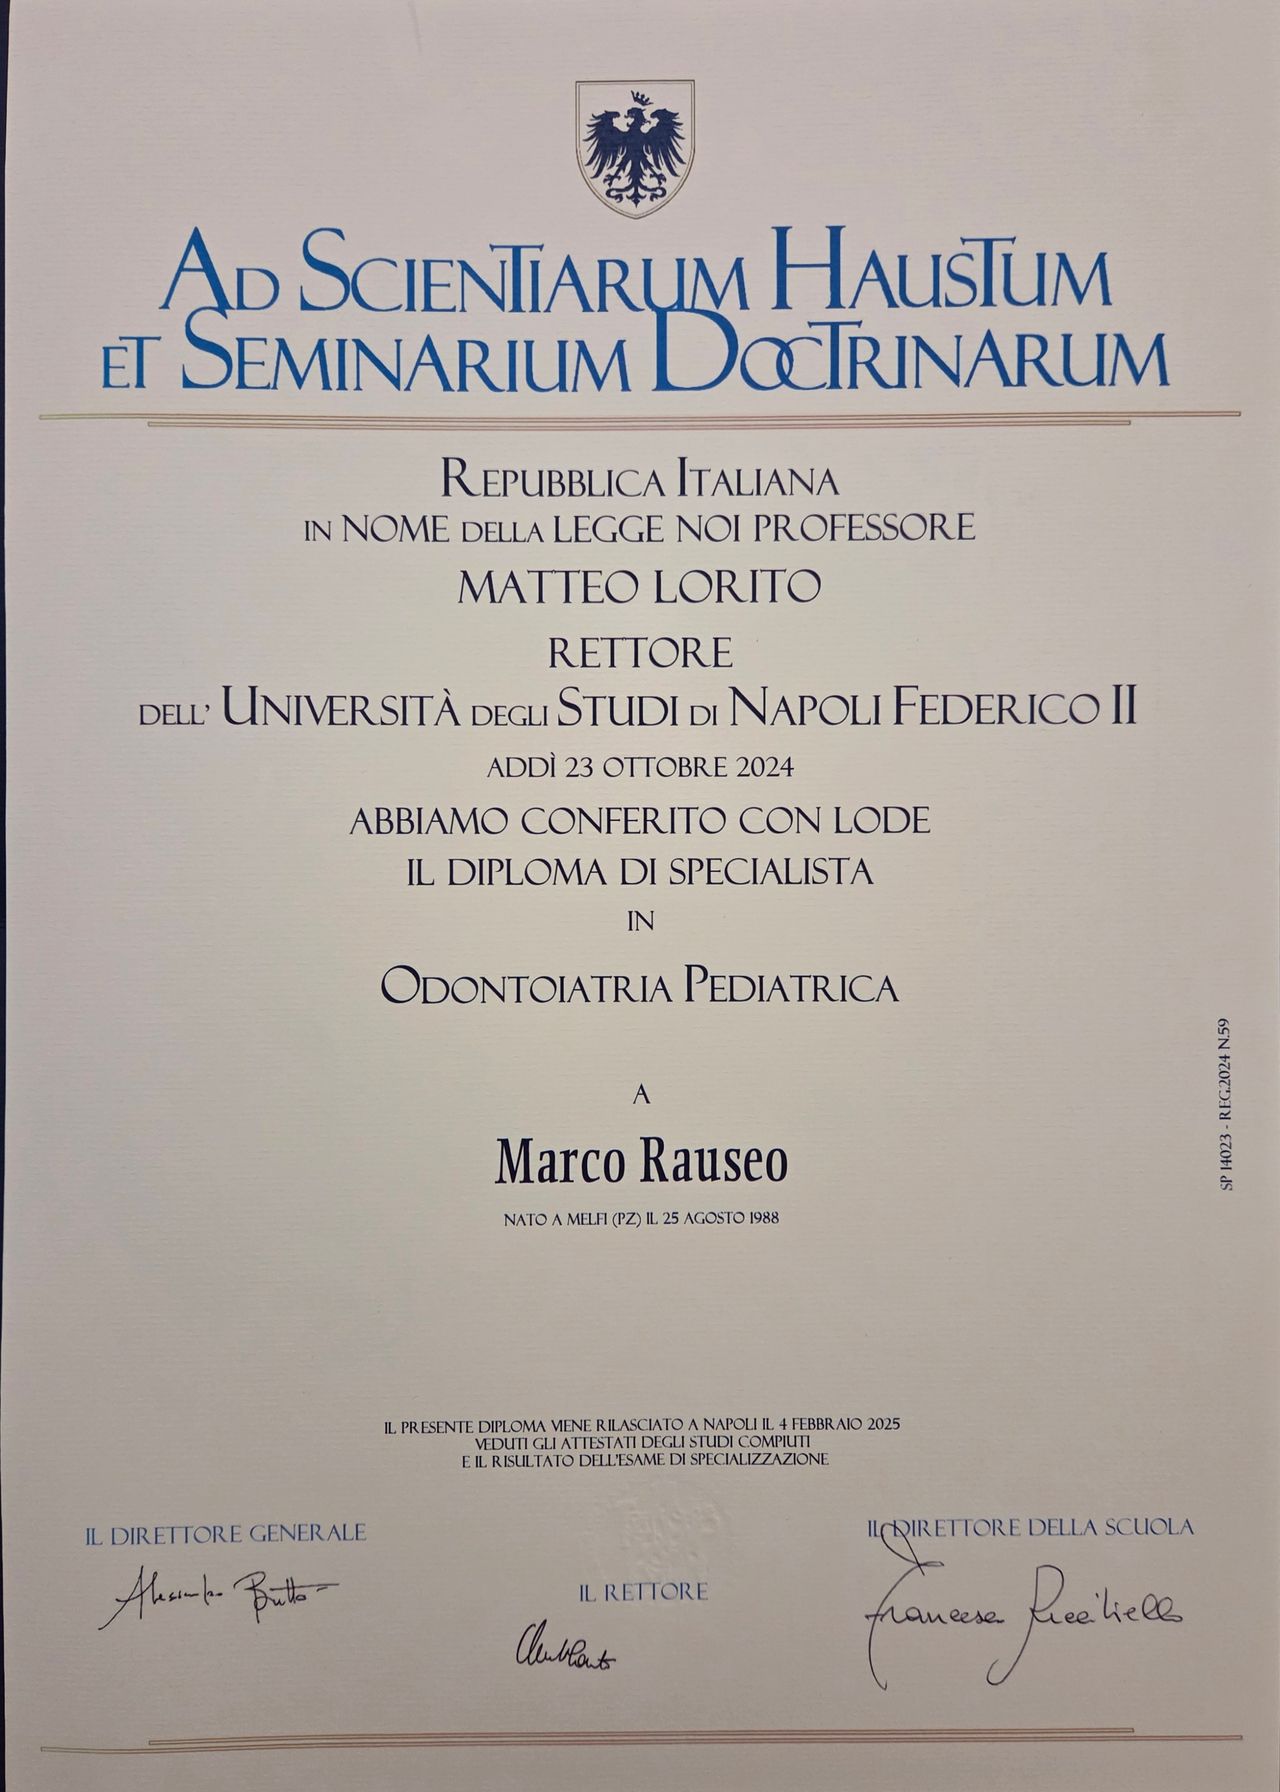 Ad Scientiarum Haustum
et Seminarium Doctrinarum
Repubblica Italiana
in nome della legge noi professore
MATTEO LORITO
RETTORE
dell' Università degli Studi di Napoli Federico II
ADDÌ 23 OTTOBRE 2024
ABBIAMO CONFERITO CON LODE
IL DIPLOMA DI SPECIALISTA
IN
Odontoiatria Pediatrica
A
Marco Rauseo
NATO A MELFI (PZ) IL 25 AGOSTO 1988
SP 14023 - REG.2024 N.59
IL PRESENTE DIPLOMA VIENE RILASCIATO A NAPOLI IL 4 FEBBRAIO 2025
VEDUTI GLI ATTESTATI DEGLI STUDI COMPIUTI
E IL RISULTATO DELL'ESAME DI SPECIALIZZAZIONE
IL DIRETTORE GENERALE
Alessandro Butto
IL RETTORE
IL DIRETTORE DELLA SCUOLA
Francesca